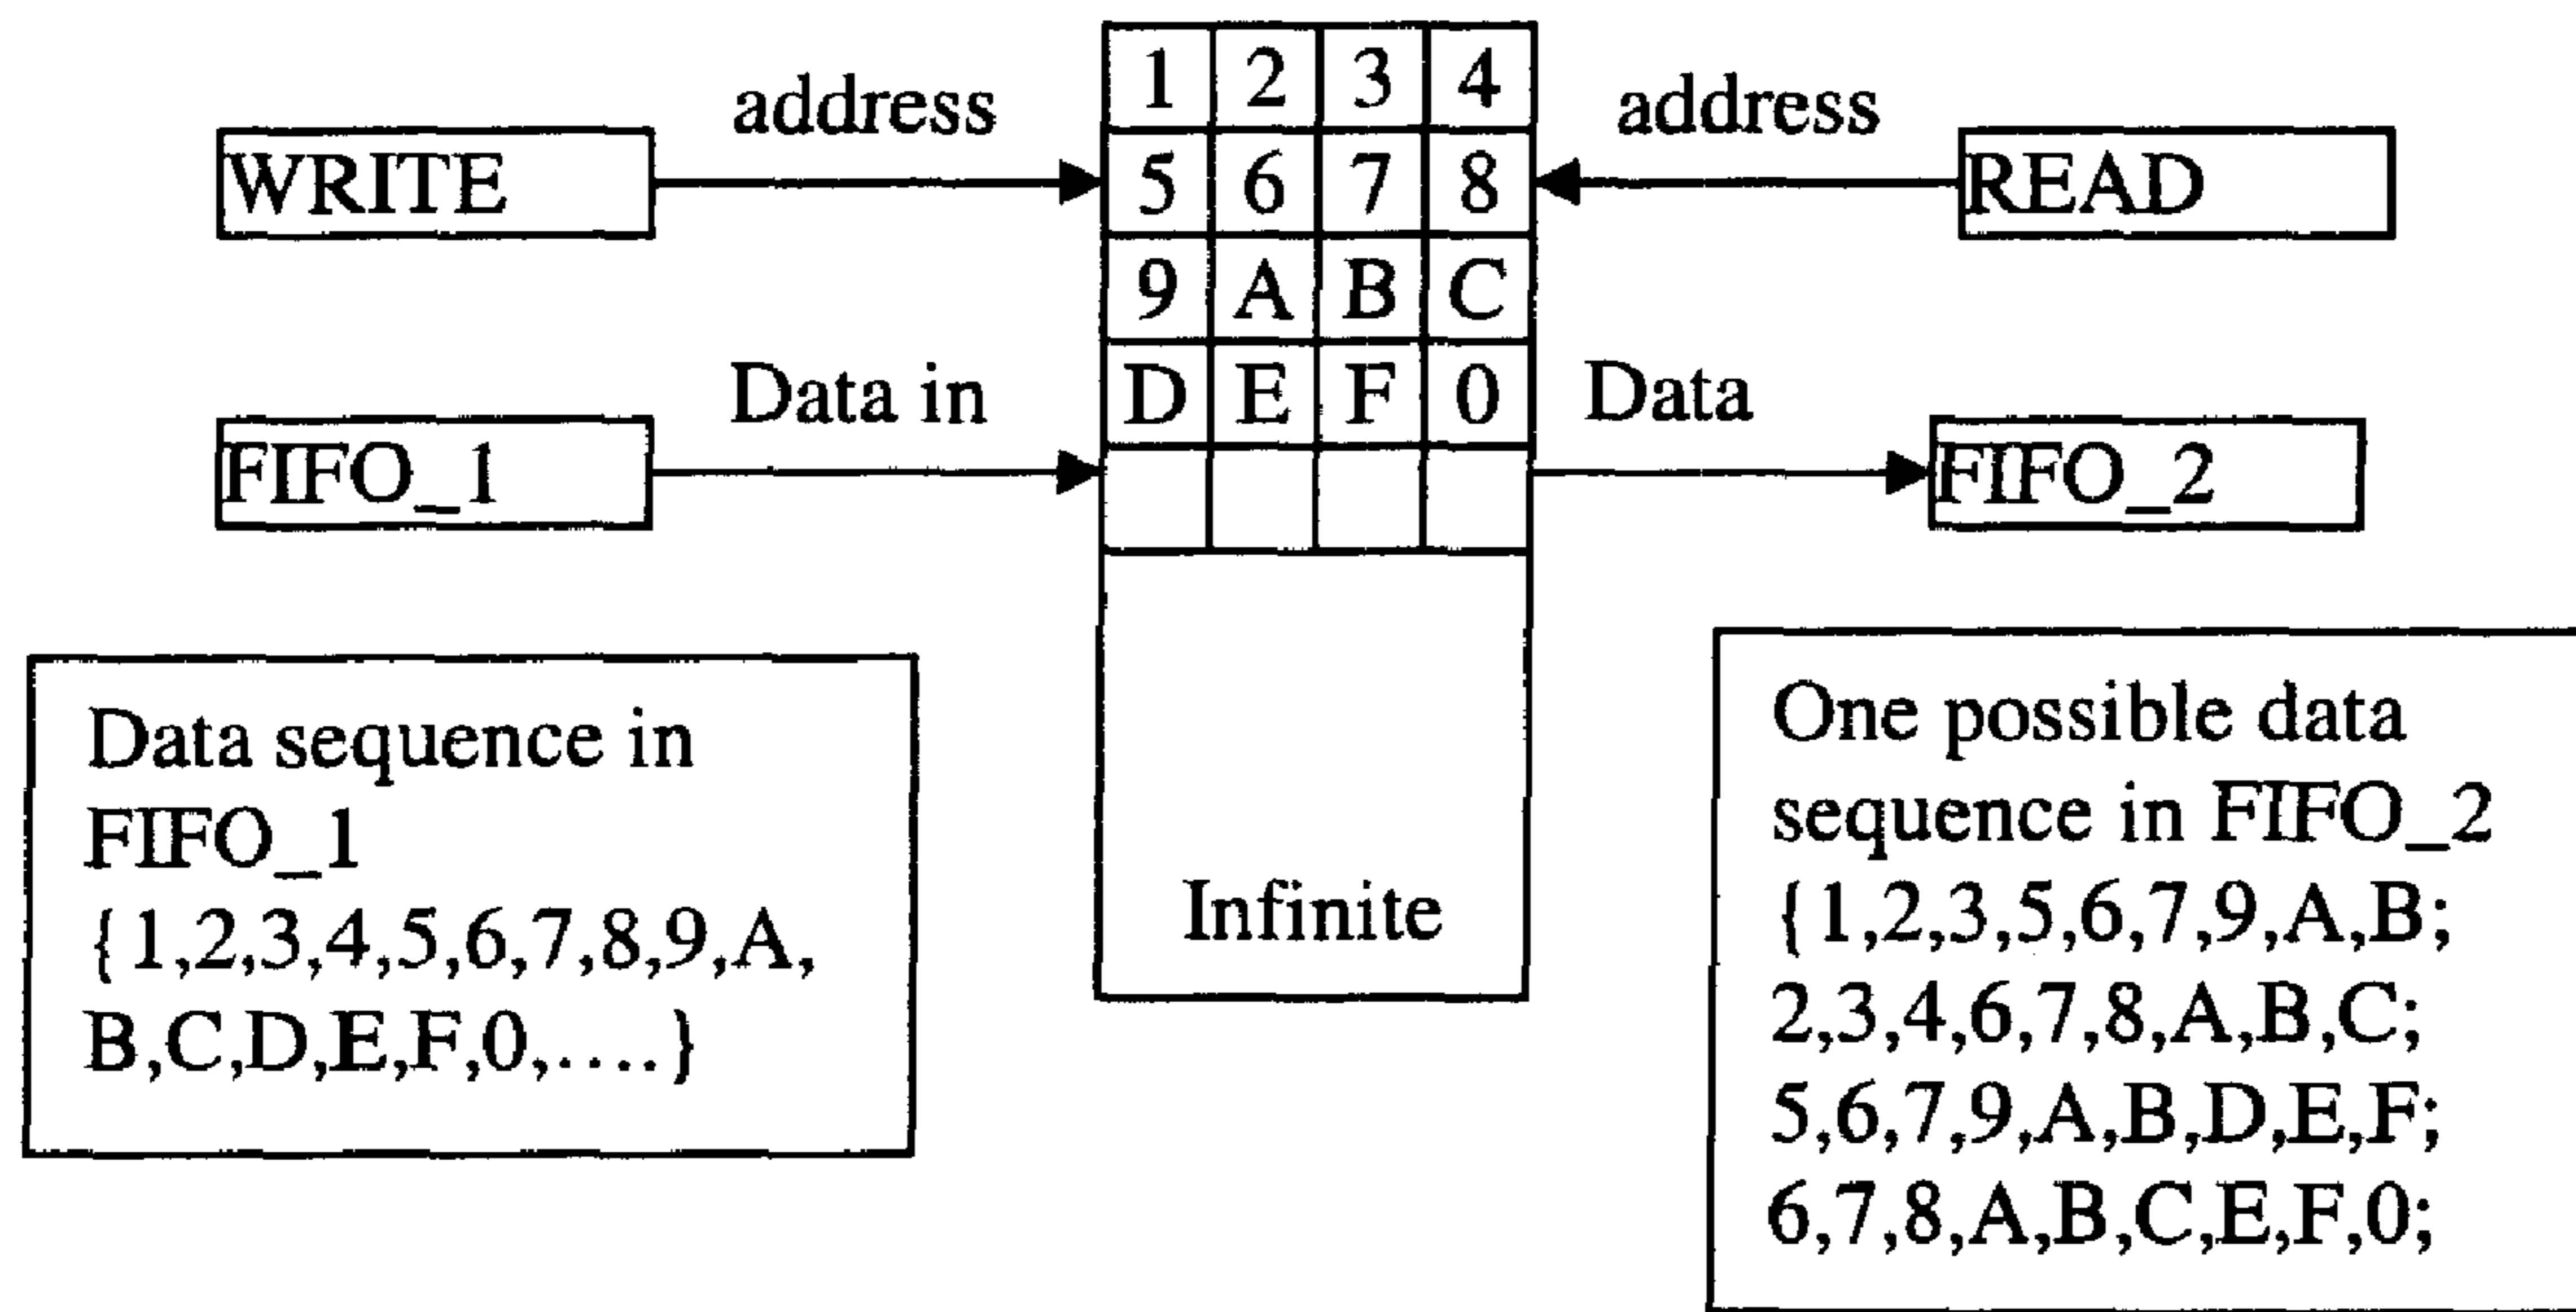 address
WRITE
Data in
FIFO_1
1 2 3 4
5 6 7 8
9 A B C
D E F 0
Infinite
address
READ
Data
FIFO_2
Data sequence in
FIFO_1
{1,2,3,4,5,6,7,8,9,A,
B,C,D,E,F,0,....}
One possible data
sequence in FIFO_2
{1,2,3,5,6,7,9,A,B;
2,3,4,6,7,8,A,B,C;
5,6,7,9,A,B,D,E,F;
6,7,8,A,B,C,E,F,0;